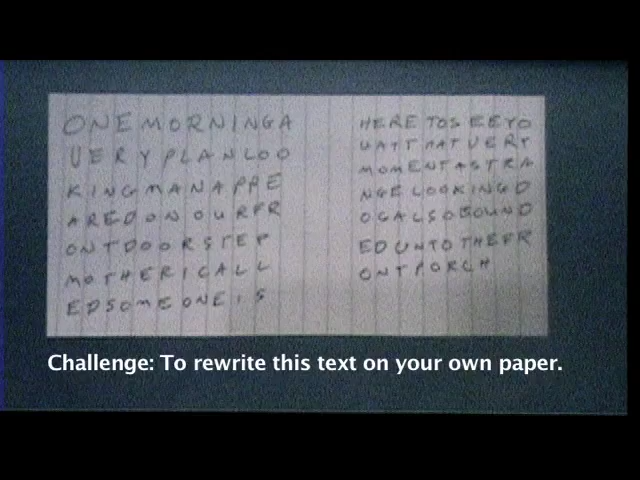 ONEMORNINGA
VERYPLANLOO
KINGMANAPPE
AREDONOURFR
ONTDOORSTEP
MOTHERICALL
EDSOMEONEIS
HERETOSEEYO
UATTHATVERY
MOMENTASTRA
NGELOOKINGD
OGALSOBOUND
EDUNTOTHEFR
ONTPORCH
Challenge: To rewrite this text on your own paper.